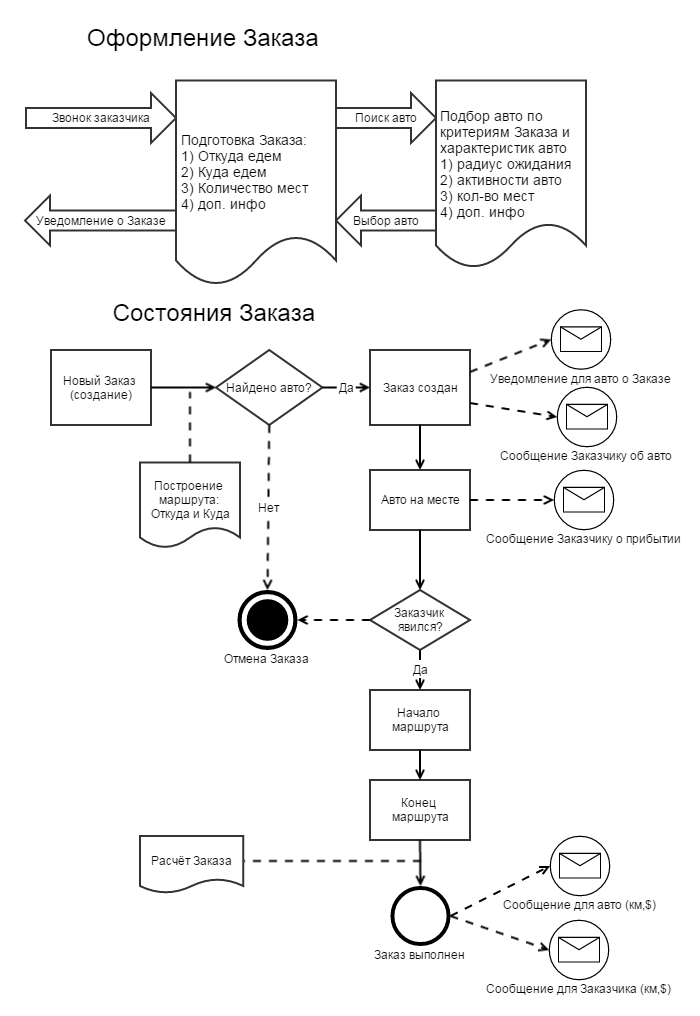 Оформление Заказа
Звонок заказчика
Поиск авто
Подготовка Заказа:
1) Откуда едем
2) Куда едем
3) Количество мест
4) доп. инфо
Подбор авто по
критериям Заказа и
характеристик авто
1) радиус ожидания
2) активности авто
3) кол-во мест
4) доп. инфо
Уведомление о Заказе
Выбор авто
Состояния Заказа
Новый Заказ
(создание)
Найдено авто?
Да
Заказ создан
Уведомление для авто о Заказе
Сообщение Заказчику об авто
Построение
маршрута:
Откуда и Куда
Нет
Авто на месте
Сообщение Заказчику о прибытии
Заказчик
явился?
Отмена Заказа
Да
Начало
маршрута
Конец
маршрута
Расчёт Заказа
Сообщение для авто (км,$)
Заказ выполнен
Сообщение для Заказчика (км,$)